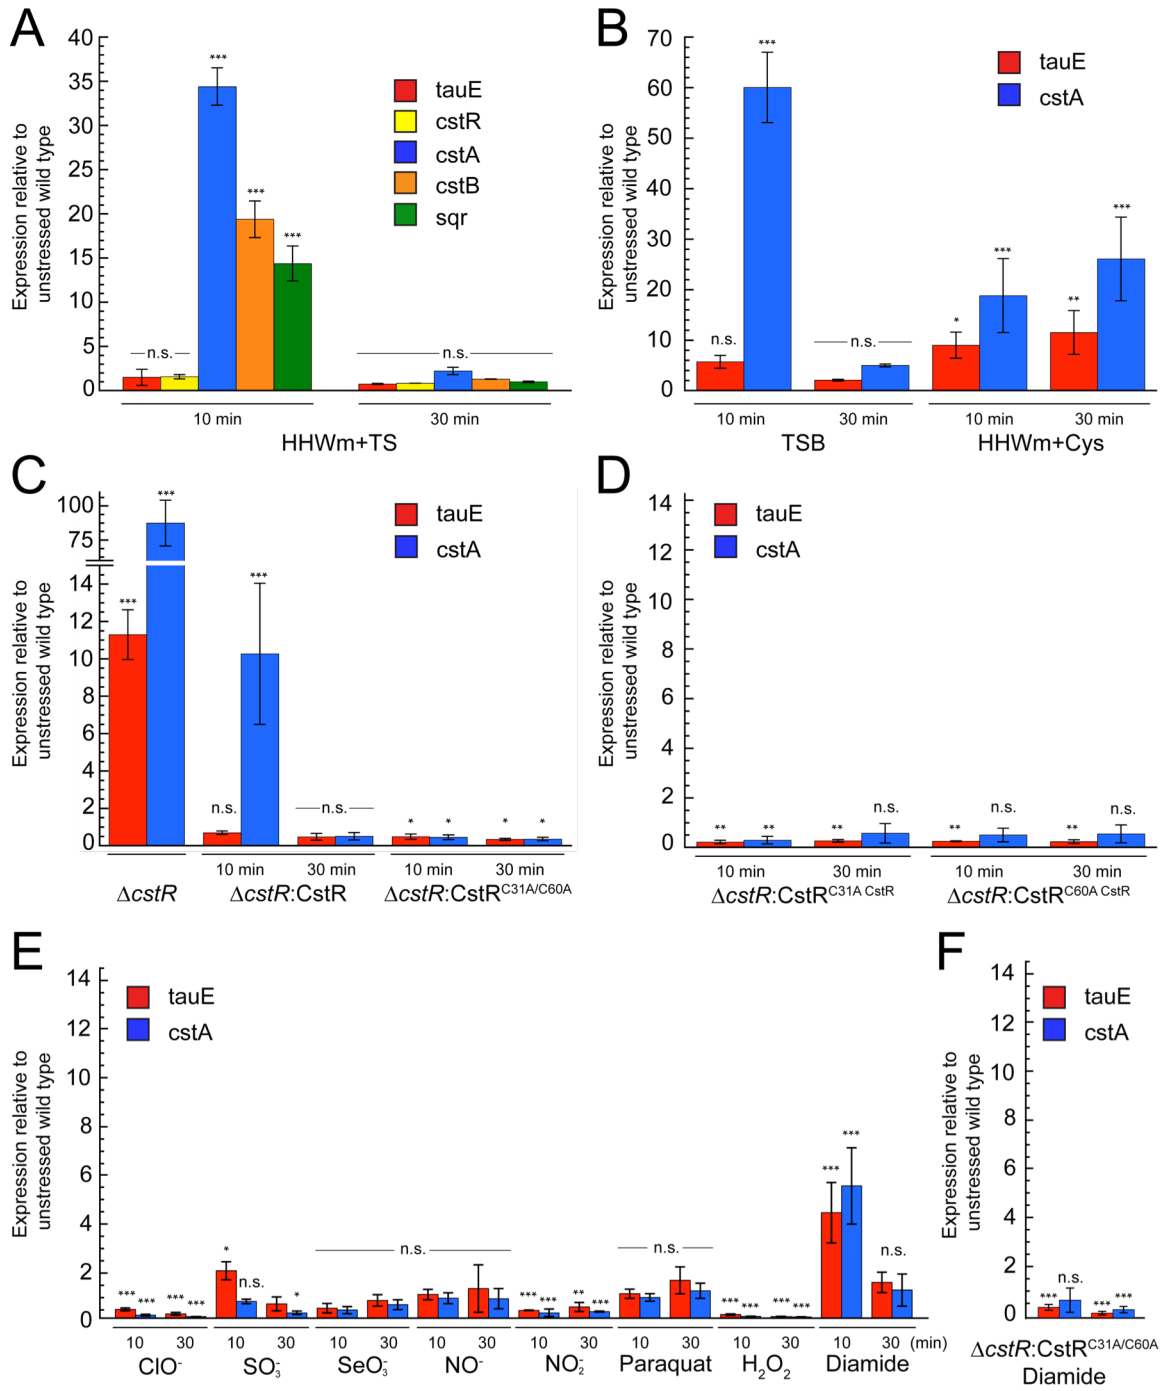 A
Expression relative to
unstressed wild type
40
35
30
25
20
15
10
5
0
***
***
***
n.s.
n.s.
tauE
cstR
cstA
cstB
sqr
10 min
30 min
HHWm+TS
B
Expression relative to
unstressed wild type
70
60
50
40
30
20
10
0
***
n.s.
n.s.
*
***
**
***
tauE
cstA
10 min
30 min
10 min
30 min
TSB
HHWm+Cys
C
Expression relative to
unstressed wild type
100
75
14
12
10
8
6
4
2
0
***
***
n.s.
***
n.s.
*
*
*
*
tauE
cstA
10 min
30 min
10 min
30 min
ΔcstR
ΔcstR:CstR
ΔcstR:CstR^C31A/C60A
D
Expression relative to
unstressed wild type
14
12
10
8
6
4
2
0
tauE
cstA
**
**
**
n.s.
**
n.s.
**
n.s.
10 min
30 min
10 min
30 min
ΔcstR:CstR^C31A CstR
ΔcstR:CstR^C60A CstR
E
Expression relative to
unstressed wild type
14
12
10
8
6
4
2
0
tauE
cstA
***
***
***
***
*
n.s.
*
n.s.
***
***
**
***
n.s.
***
***
***
***
***
***
n.s.
10 30 10 30 10 30 10 30 10 30 10 30 10 30 10 30 (min)
ClO⁻
SO₃⁻
SeO₃⁻
NO⁻
NO₂⁻
Paraquat
H₂O₂
Diamide
F
Expression relative to
unstressed wild type
14
12
10
8
6
4
2
0
tauE
cstA
***
n.s.
***
***
10
30
ΔcstR:CstR^C31A/C60A
Diamide